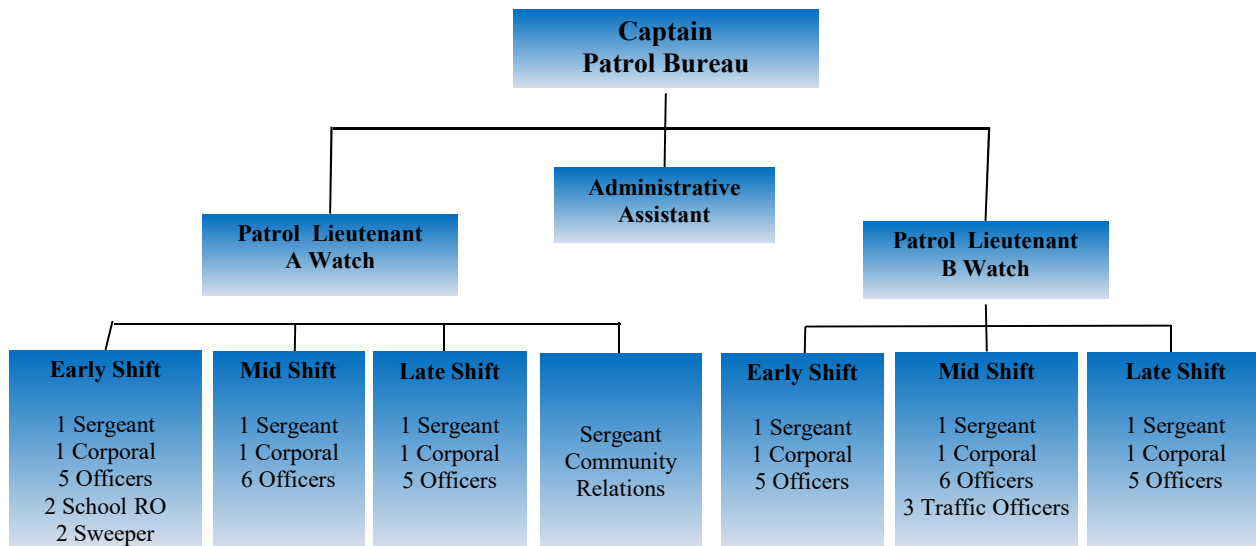 Captain
Patrol Bureau
Administrative
Assistant
Patrol Lieutenant
A Watch
Patrol Lieutenant
B Watch
Early Shift
1 Sergeant
1 Corporal
5 Officers
2 School RO
2 Sweeper
Mid Shift
1 Sergeant
1 Corporal
6 Officers
Late Shift
1 Sergeant
1 Corporal
5 Officers
Sergeant
Community
Relations
Early Shift
1 Sergeant
1 Corporal
5 Officers
Mid Shift
1 Sergeant
1 Corporal
6 Officers
3 Traffic Officers
Late Shift
1 Sergeant
1 Corporal
5 Officers